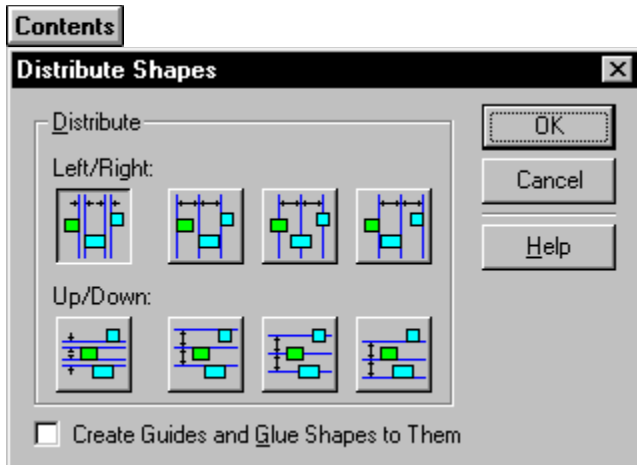 Contents
Distribute Shapes
Distribute
OK
Left/Right:
Cancel
Help
Up/Down:
Create Guides and Glue Shapes to Them